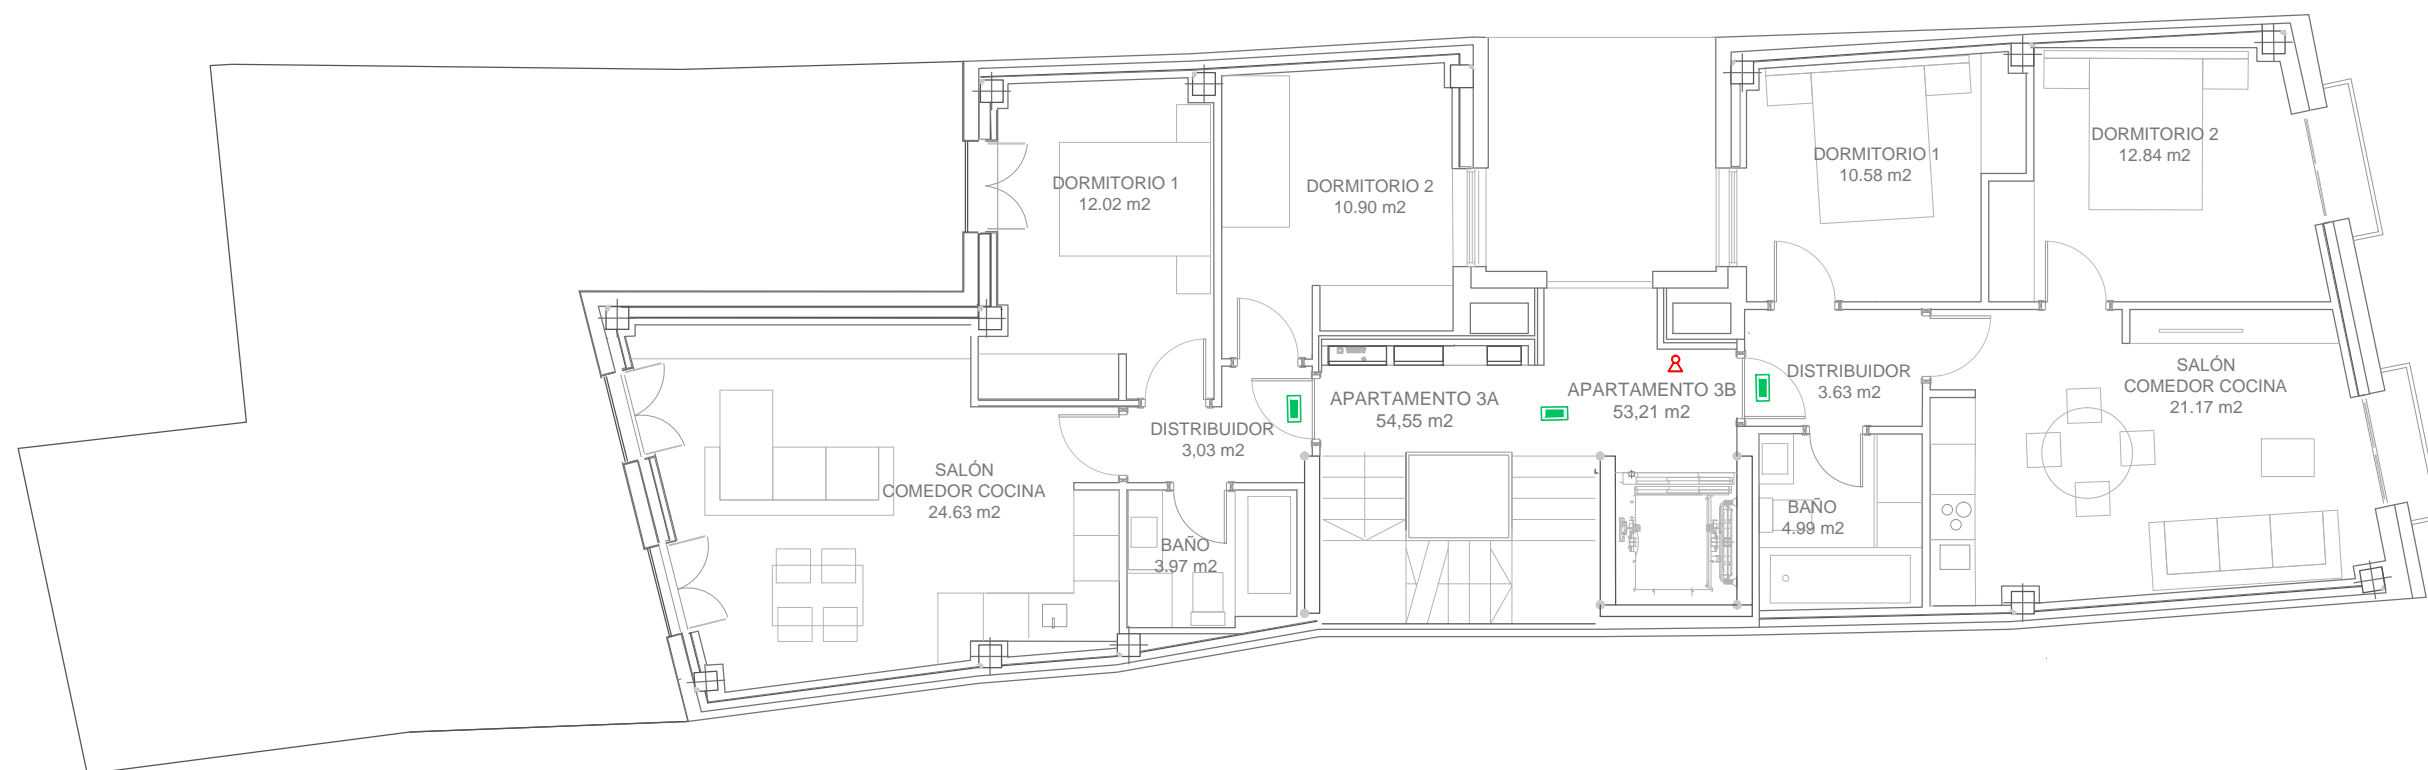 DORMITORIO 1
12.02 m2
DORMITORIO 2
10.90 m2
DORMITORIO 1
10.58 m2
DORMITORIO 2
12.84 m2
APARTAMENTO 3A
54,55 m2
APARTAMENTO 3B
53,21 m2
DISTRIBUIDOR
3.63 m2
SALÓN
COMEDOR COCINA
21.17 m2
DISTRIBUIDOR
3,03 m2
SALÓN
COMEDOR COCINA
24.63 m2
BAÑO
3.97 m2
BAÑO
4.99 m2